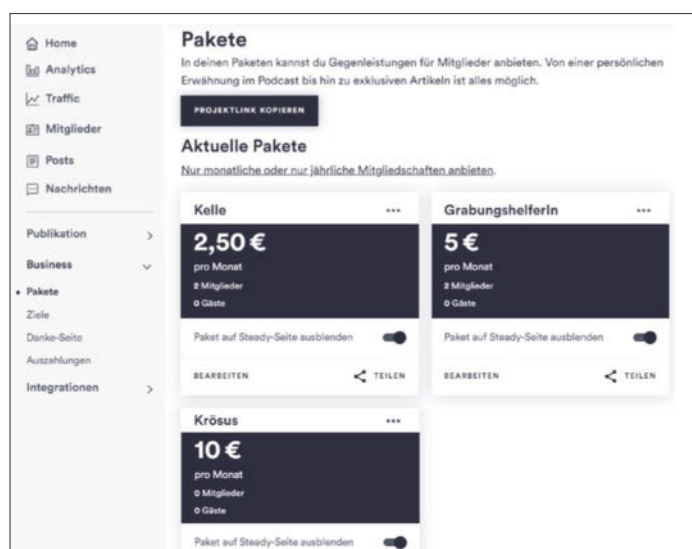 Home
Analytics
Traffic
Mitglieder
Posts
Nachrichten
Publikation
Business
Pakete
Ziele
Danke-Seite
Auszahlungen
Integrationen
Pakete
In deinen Paketen kannst du Gegenleistungen für Mitglieder anbieten. Von einer persönlichen
Erwähnung im Podcast bis hin zu exklusiven Artikeln ist alles möglich.
PROJEKTLINK KOPIEREN
Aktuelle Pakete
Nur monatliche oder nur jährliche Mitgliedschaften anbieten.
Kelle
2,50 €
pro Monat
2 Mitglieder
0 Gäste
Paket auf Steady-Seite ausblenden
BEARBEITEN
TEILEN
GrabungshelferIn
5 €
pro Monat
2 Mitglieder
0 Gäste
Paket auf Steady-Seite ausblenden
BEARBEITEN
TEILEN
Krösus
10 €
pro Monat
0 Mitglieder
0 Gäste
Paket auf Steady-Seite ausblenden